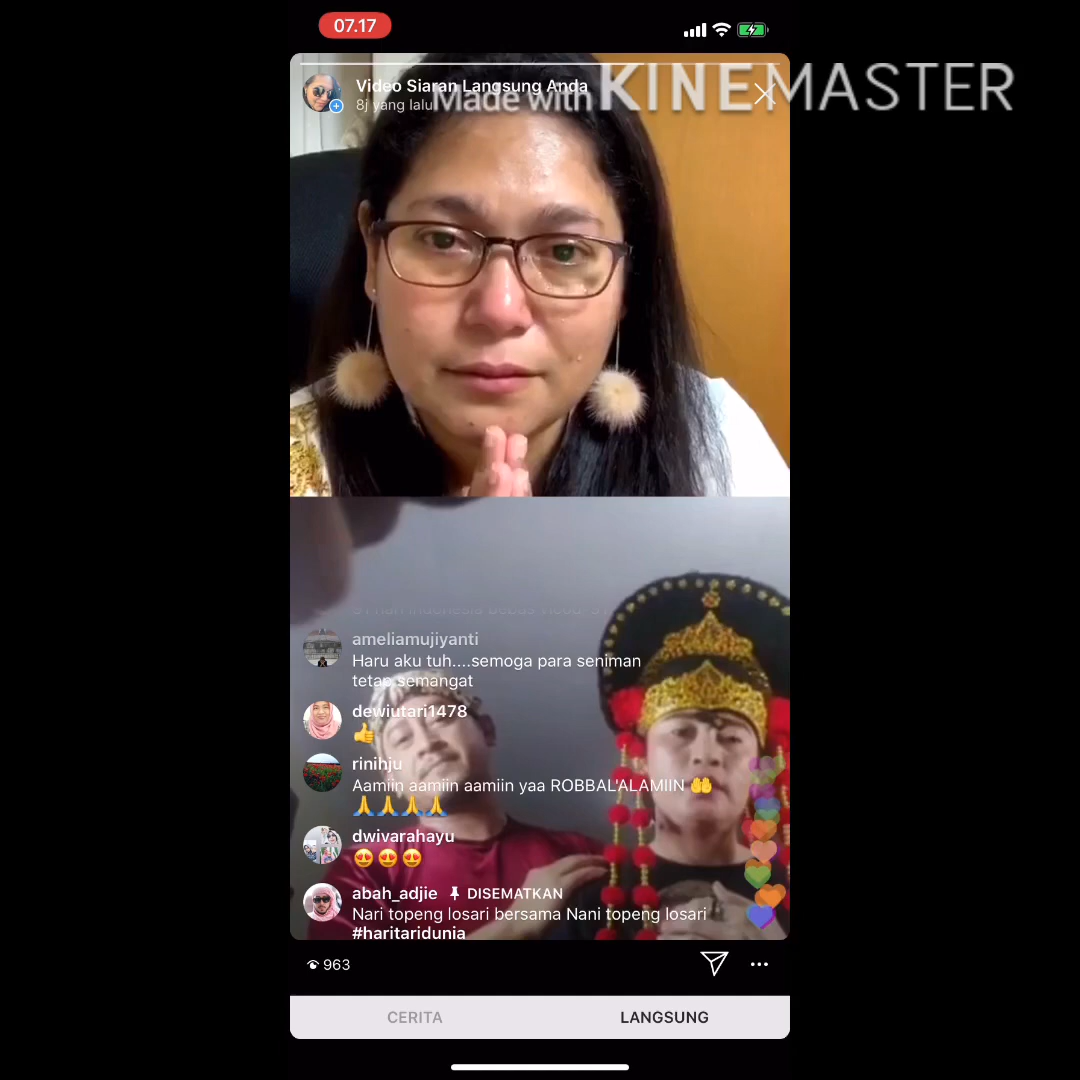 07.17
Video Siaran Langsung Anda
8j yang lalu
Made with KINEMASTER
ameliamujiyanti
Haru aku tuh....semoga para seniman
tetap semangat
dewiutari1478
👍
rinihju
Aamiin aamiin aamiin yaa ROBBAL'ALAMIIN 🤲
🙏🙏🙏🙏
dwivarahayu
😍😍😍
abah_adjie DISEMATKAN
Nari topeng losari bersama Nani topeng losari
#haritaridunia
963
CERITA
LANGSUNG